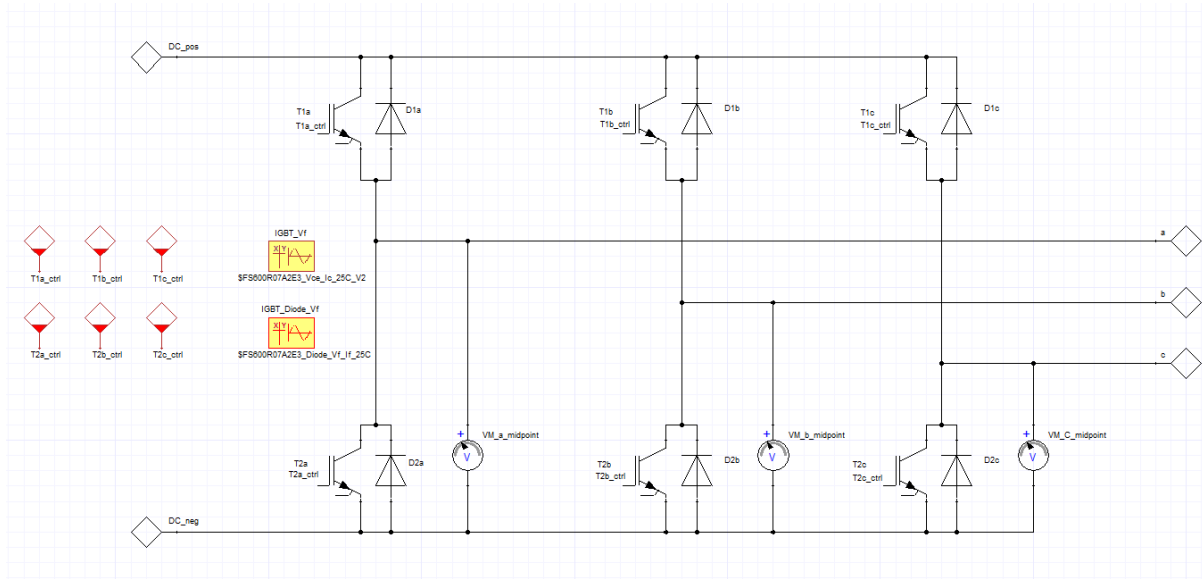 DC_pos
T1a
T1a_ctrl
D1a
T1b
T1b_ctrl
D1b
T1c
T1c_ctrl
D1c
a
b
c
T1a_ctrl
T1b_ctrl
T1c_ctrl
IGBT_Vf
X Y
$FS600R07A2E3_Vce_Ic_25C_V2
T2a_ctrl
T2b_ctrl
T2c_ctrl
IGBT_Diode_Vf
X Y
$FS600R07A2E3_Diode_Vf_If_25C
T2a
T2a_ctrl
D2a
+
V
VM_a_midpoint
T2b
T2b_ctrl
D2b
+
V
VM_b_midpoint
T2c
T2c_ctrl
D2c
+
V
VM_C_midpoint
DC_neg